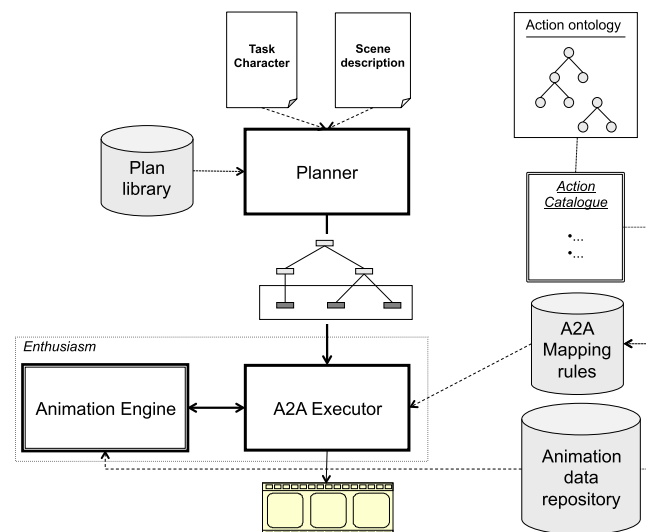 Task
Character
Scene
description
Action ontology
Plan
library
Planner
Action
Catalogue
•...
•...
A2A
Mapping
rules
Enthusiasm
Animation Engine
A2A Executor
Animation
data
repository